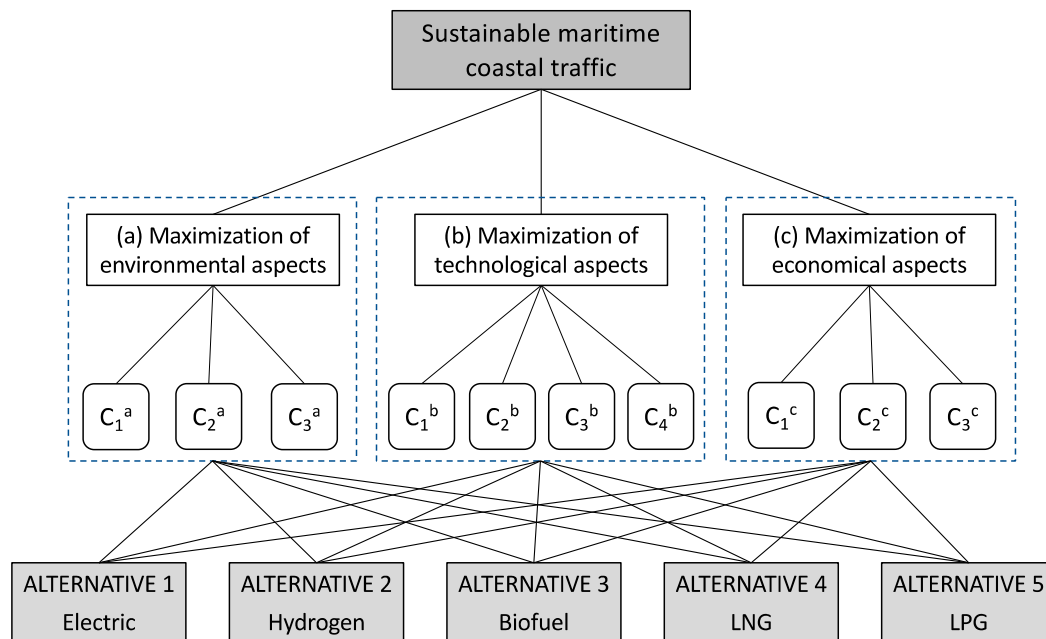 Sustainable maritime
coastal traffic
(a) Maximization of
environmental aspects
(b) Maximization of
technological aspects
(c) Maximization of
economical aspects
C₁ᵃ C₂ᵃ C₃ᵃ C₁ᵇ C₂ᵇ C₃ᵇ C₄ᵇ C₁ᶜ C₂ᶜ C₃ᶜ
ALTERNATIVE 1
Electric
ALTERNATIVE 2
Hydrogen
ALTERNATIVE 3
Biofuel
ALTERNATIVE 4
LNG
ALTERNATIVE 5
LPG